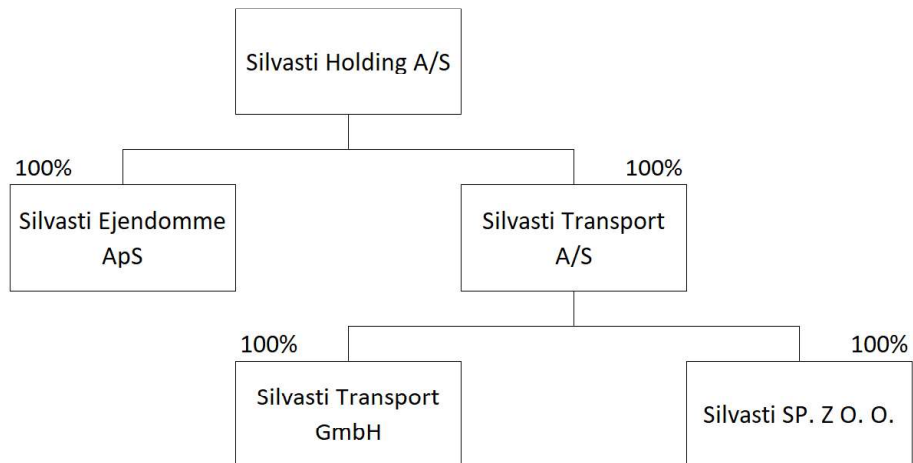 Silvasti Holding A/S
100%
100%
Silvasti Ejendomme
ApS
Silvasti Transport
A/S
100%
100%
Silvasti Transport
GmbH
Silvasti SP. Z O. O.